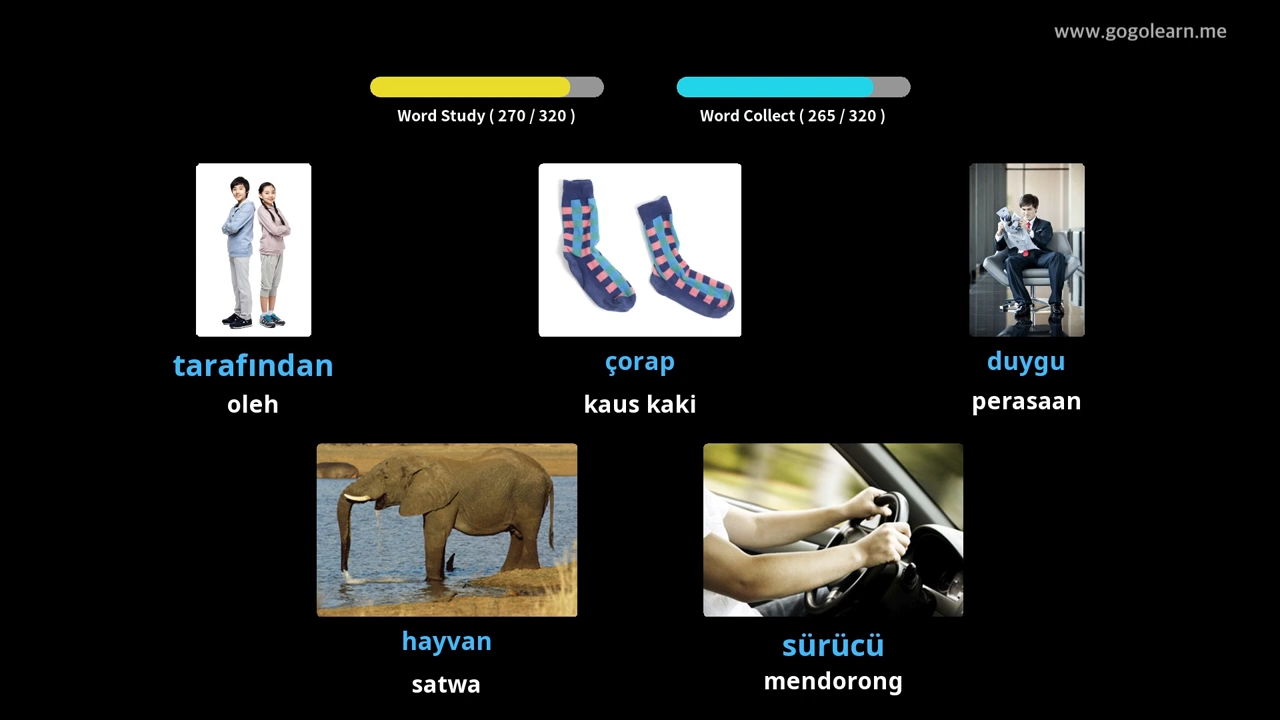 www.gogolearn.me
Word Study ( 270 / 320 )
Word Collect ( 265 / 320 )
tarafından
oleh
çorap
kaus kaki
duygu
perasaan
hayvan
satwa
sürücü
mendorong